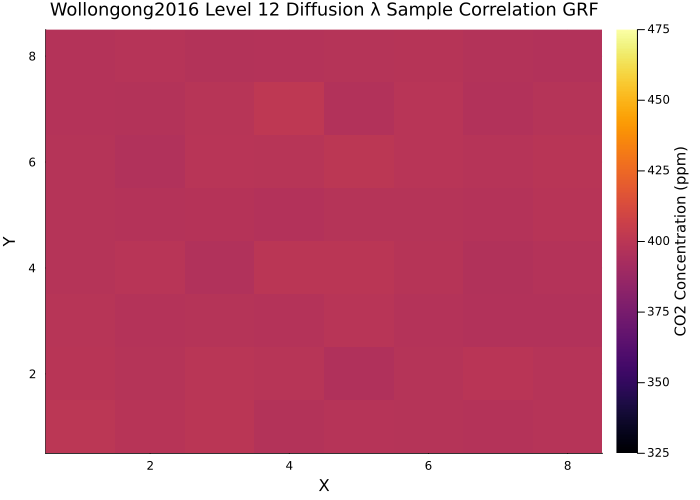 Wollongong2016 Level 12 Diffusion λ Sample Correlation GRF
8
6
4
2
Y
2 4 6 8
X
475
450
425
400
375
350
325
CO2 Concentration (ppm)